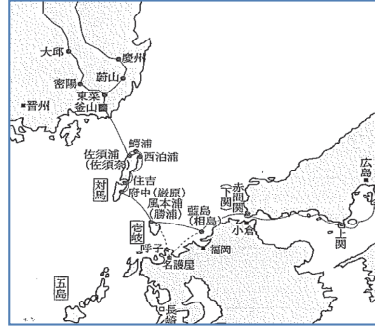 大邱
慶州
蔚山
密陽
東菜
釜山
晋州
鰐浦
佐須浦
(佐須奈)
西泊浦
住吉
対馬
府中(厳原)
風本浦
(勝浦)
壱岐
藍島
(相島)
赤間関
(下関)
小倉
福岡
呼子
名護屋
五島
長崎
上関
広島